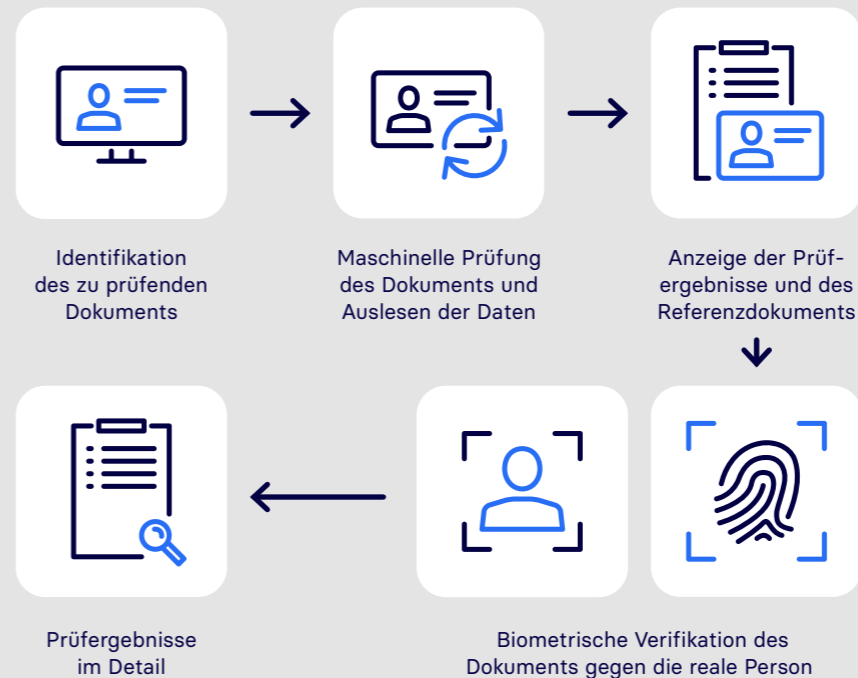 Identifikation
des zu prüfenden
Dokuments
Maschinelle Prüfung
des Dokuments und
Auslesen der Daten
Anzeige der Prüf-
ergebnisse und des
Referenzdokuments
Biometrische Verifikation des
Dokuments gegen die reale Person
Prüfergebnisse
im Detail